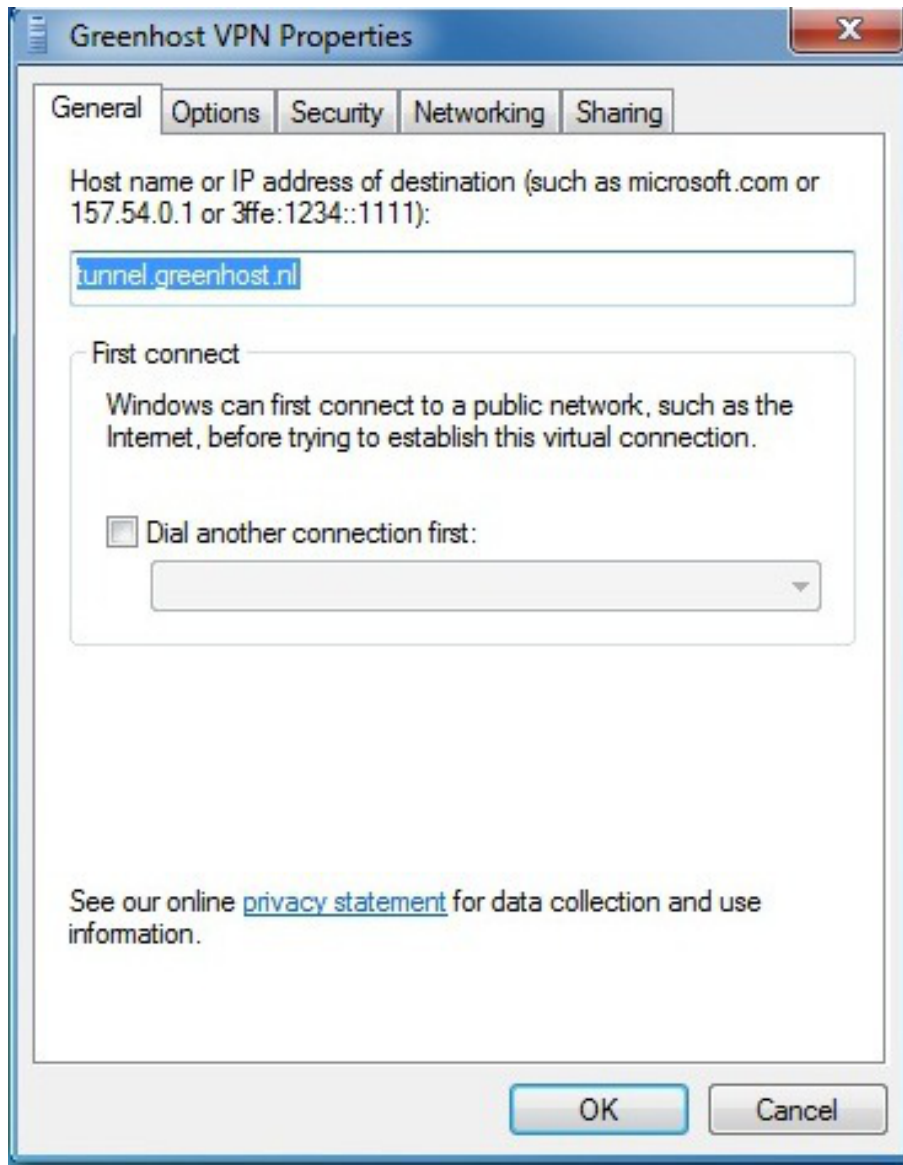 Greenhost VPN Properties
General Options Security Networking Sharing
Host name or IP address of destination (such as microsoft.com or
157.54.0.1 or 3ffe:1234::1111):
tunnel.greenhost.nl
First connect
Windows can first connect to a public network, such as the
Internet, before trying to establish this virtual connection.
Dial another connection first:
See our online privacy statement for data collection and use
information.
OK Cancel